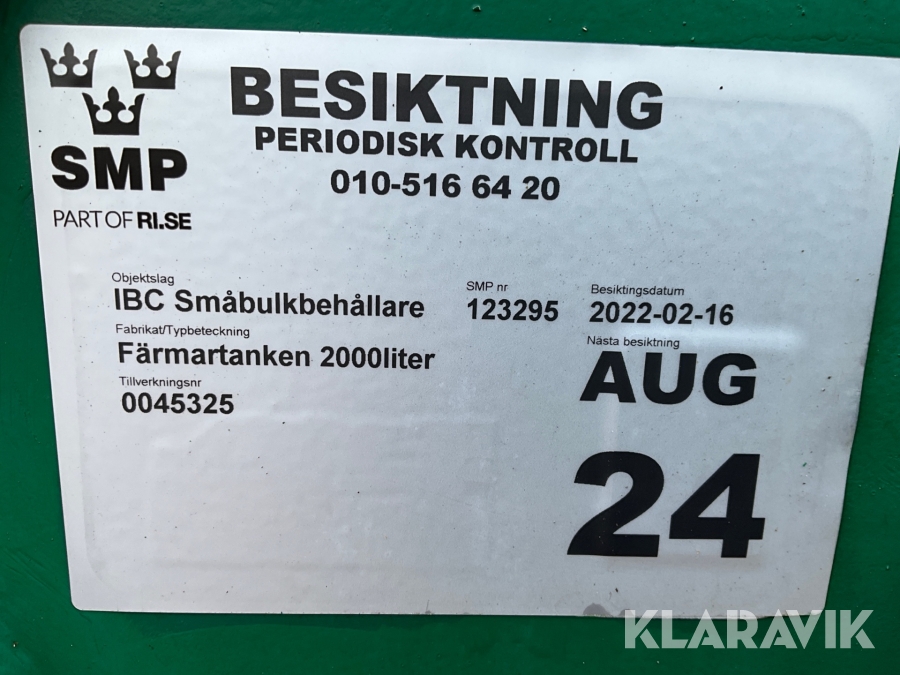 SMP
PART OF RI.SE
BESIKTNING
PERIODISK KONTROLL
010-516 64 20
Objektslag
IBC Småbulkbehållare
Fabrikat/Typbeteckning
Färmartanken 2000liter
Tillverkningsnr
0045325
SMP nr
123295
Besiktingsdatum
2022-02-16
Nästa besiktning
AUG
24
KLARAVIK